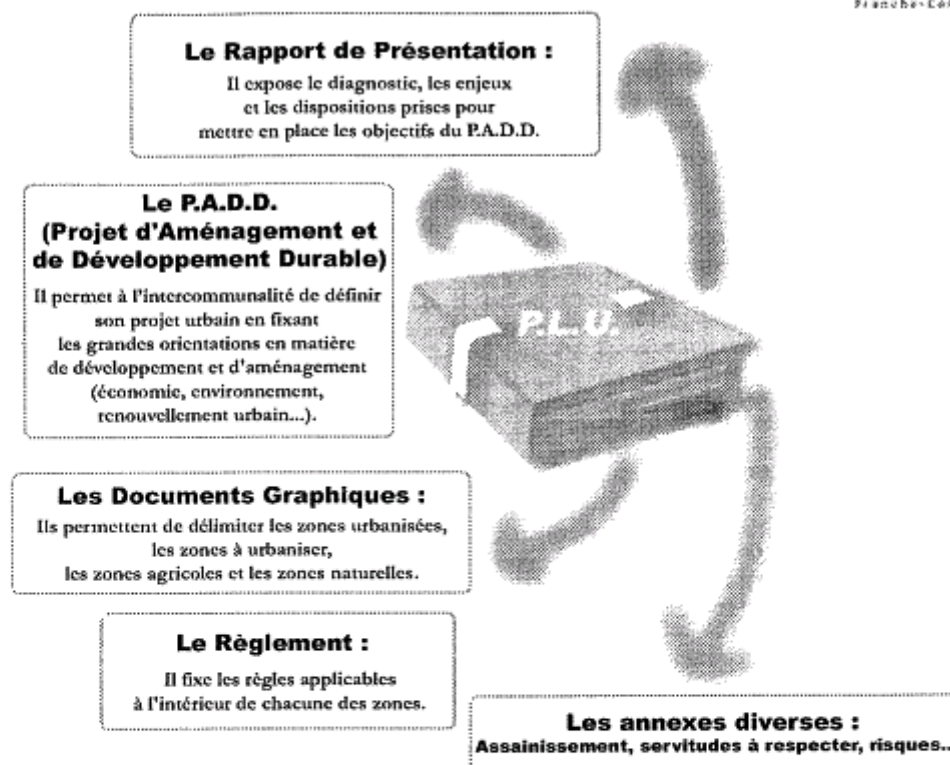 Le Rapport de Présentation :
Il expose le diagnostic, les enjeux
et les dispositions prises pour
mettre en place les objectifs du P.A.D.D.
Le P.A.D.D.
(Projet d'Aménagement et
de Développement Durable)
Il permet à l'intercommunalité de définir
son projet urbain en fixant
les grandes orientations en matière
de développement et d'aménagement
(économie, environnement,
renouvellement urbain...).
P.L.U.
Les Documents Graphiques :
Ils permettent de délimiter les zones urbanisées,
les zones à urbaniser,
les zones agricoles et les zones naturelles.
Le Règlement :
Il fixe les règles applicables
à l'intérieur de chacune des zones.
Les annexes diverses :
Assainissement, servitudes à respecter, risques..